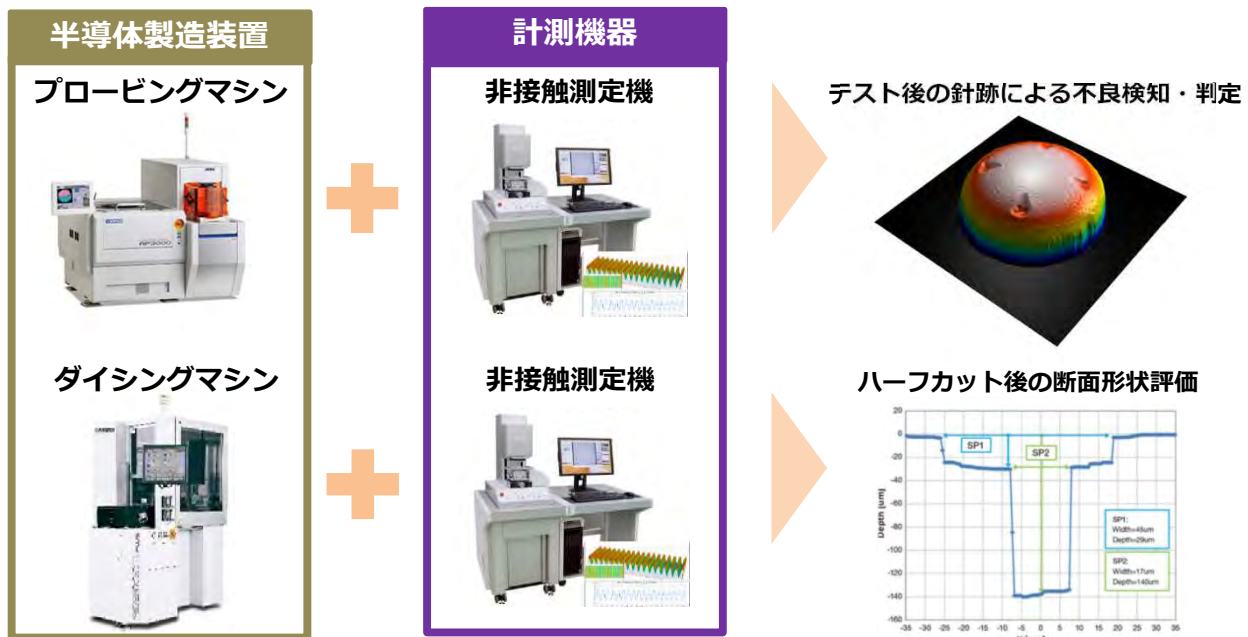 半導体製造装置
計測機器
プロービングマシン
非接触測定機
テスト後の針跡による不良検知・判定
ダイシングマシン
非接触測定機
ハーフカット後の断面形状評価
20
0
-20
-40
-60
-80
-100
-120
-140
-160
Depth [um]
SP1
SP2
SP1:
Width=45um
Depth=29um
SP2:
Width=17um
Depth=140um
-35 -30 -25 -20 -15 -10 -5 0 5 10 15 20 25 30 35